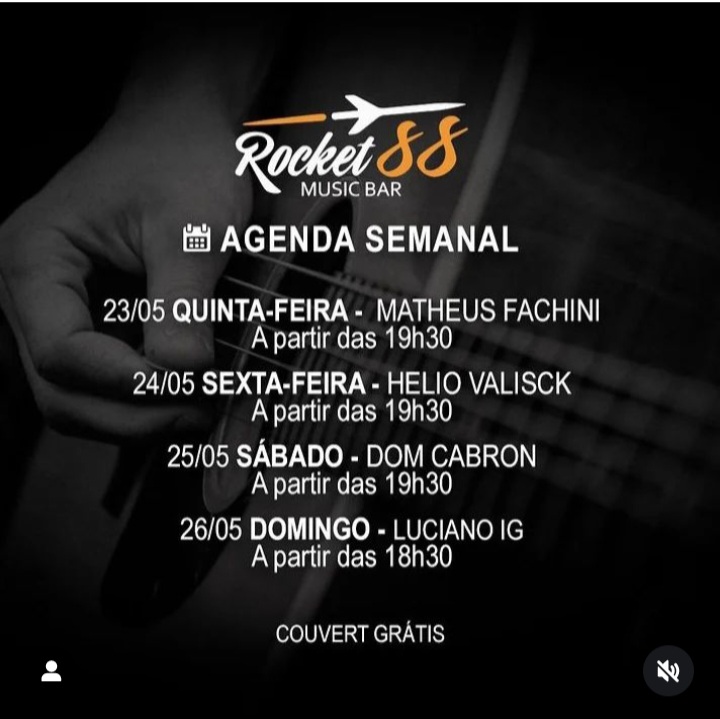 Rocket 88
MUSIC BAR
AGENDA SEMANAL
23/05 QUINTA-FEIRA - MATHEUS FACHINI
A partir das 19h30
24/05 SEXTA-FEIRA - HELIO VALISCK
A partir das 19h30
25/05 SÁBADO - DOM CABRON
A partir das 19h30
26/05 DOMINGO - LUCIANO IG
A partir das 18h30
COUVERT GRÁTIS